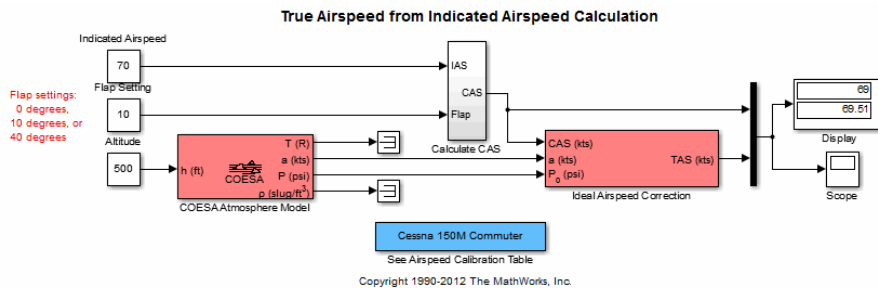 True Airspeed from Indicated Airspeed Calculation
Indicated Airspeed
70
Flap Setting
Flap settings:
0 degrees,
10 degrees, or
40 degrees
10
Altitude
500
IAS
CAS
Flap
Calculate CAS
h (ft)
COESA
T (R)
a (kts)
P (psi)
ρ (slug/ft³)
COESA Atmosphere Model
CAS (kts)
a (kts)
P₀ (psi)
TAS (kts)
Ideal Airspeed Correction
69
69.51
Display
Scope
Cessna 150M Commuter
See Airspeed Calibration Table
Copyright 1990-2012 The MathWorks, Inc.